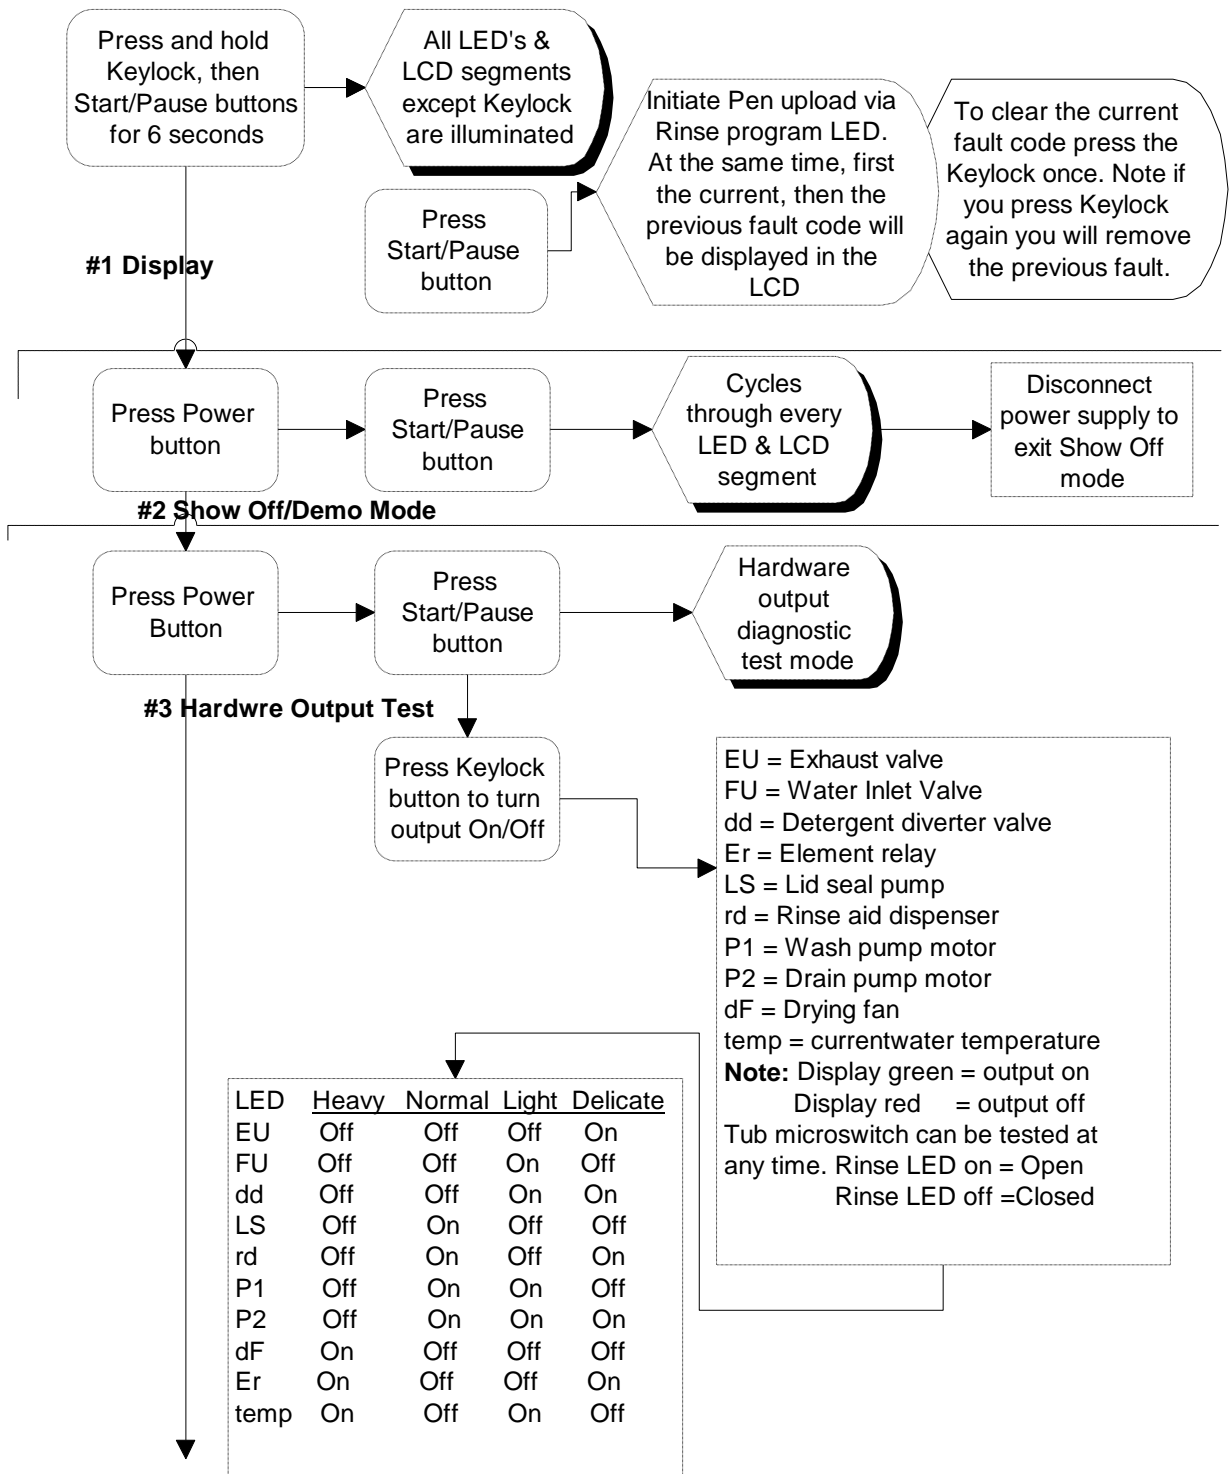 Press and hold
Keylock, then
Start/Pause buttons
for 6 seconds
All LED's &
LCD segments
except Keylock
are illuminated
Press
Start/Pause
button
Initiate Pen upload via
Rinse program LED.
At the same time, first
the current, then the
previous fault code will
be displayed in the
LCD
To clear the current
fault code press the
Keylock once. Note if
you press Keylock
again you will remove
the previous fault.
#1 Display
Press Power
button
Press
Start/Pause
button
Cycles
through every
LED & LCD
segment
Disconnect
power supply to
exit Show Off
mode
#2 Show Off/Demo Mode
Press Power
Button
Press
Start/Pause
button
Hardware
output
diagnostic
test mode
#3 Hardwre Output Test
Press Keylock
button to turn
output On/Off
EU = Exhaust valve
FU = Water Inlet Valve
dd = Detergent diverter valve
Er = Element relay
LS = Lid seal pump
rd = Rinse aid dispenser
P1 = Wash pump motor
P2 = Drain pump motor
dF = Drying fan
temp = currentwater temperature
Note: Display green = output on
Display red = output off
Tub microswitch can be tested at
any time. Rinse LED on = Open
Rinse LED off =Closed
LED Heavy Normal Light Delicate
EU Off Off Off On
FU Off Off On Off
dd Off Off On On
LS Off On Off Off
rd Off On Off On
P1 Off On On Off
P2 Off On On On
dF On Off Off Off
Er On Off Off On
temp On Off On Off